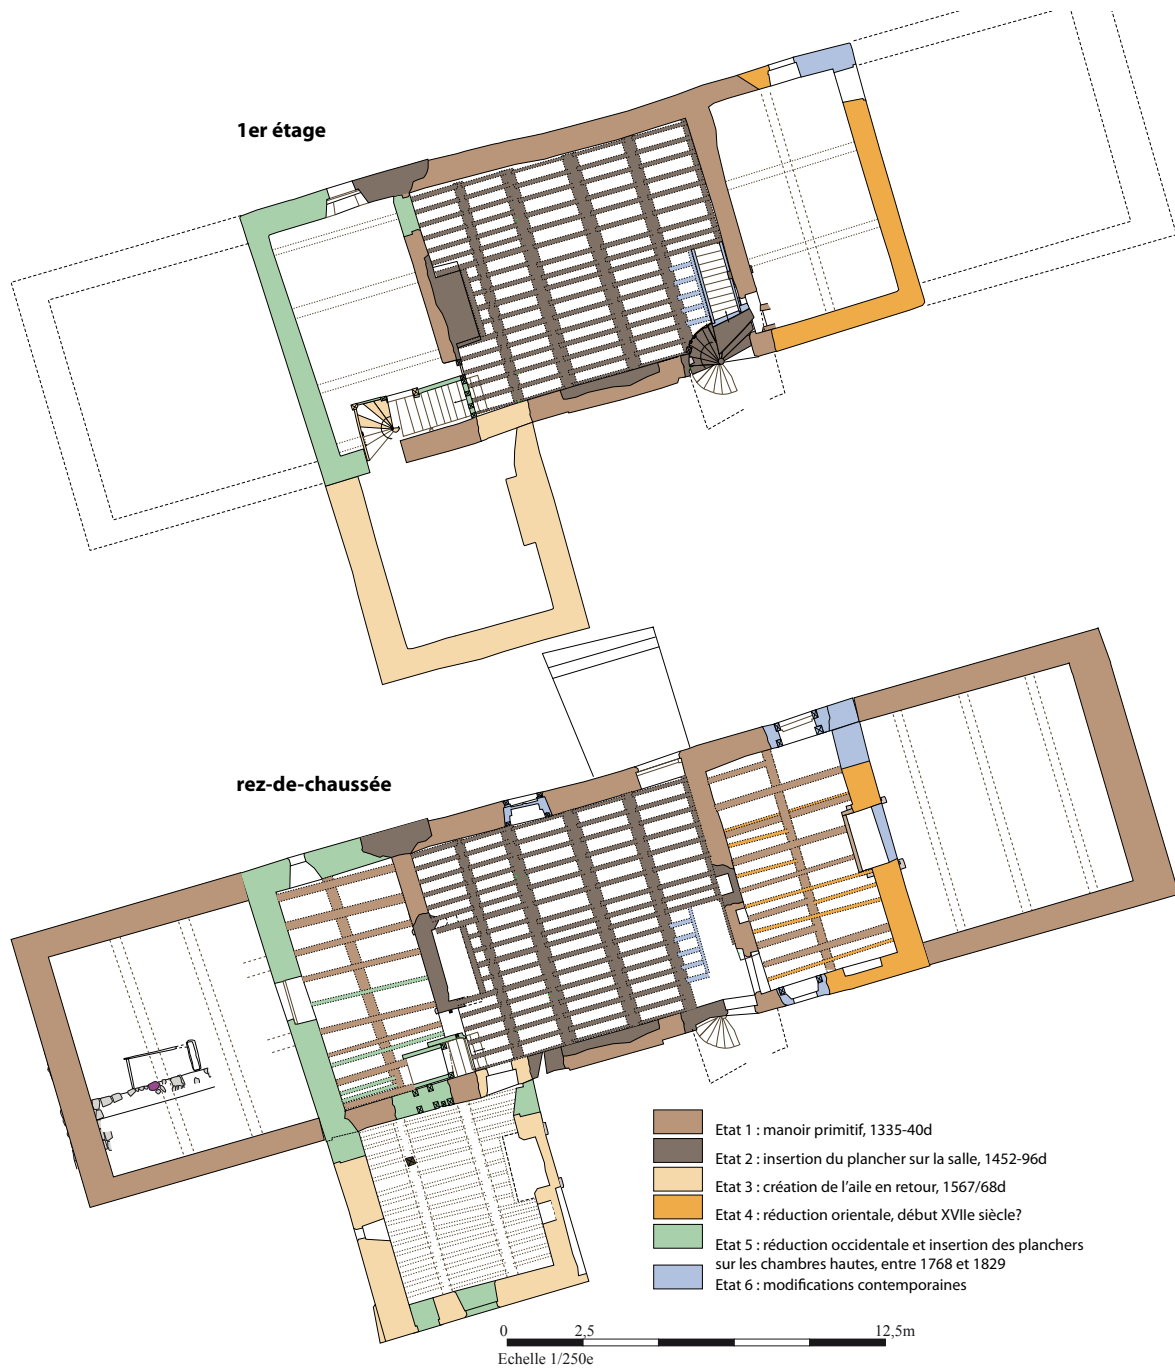 1er étage
rez-de-chaussée
Etat 1 : manoir primitif, 1335-40d
Etat 2 : insertion du plancher sur la salle, 1452-96d
Etat 3 : création de l'aile en retour, 1567/68d
Etat 4 : réduction orientale, début XVIIe siècle?
Etat 5 : réduction occidentale et insertion des planchers
sur les chambres hautes, entre 1768 et 1829
Etat 6 : modifications contemporaines
0 2,5 12,5m
Echelle 1/250e